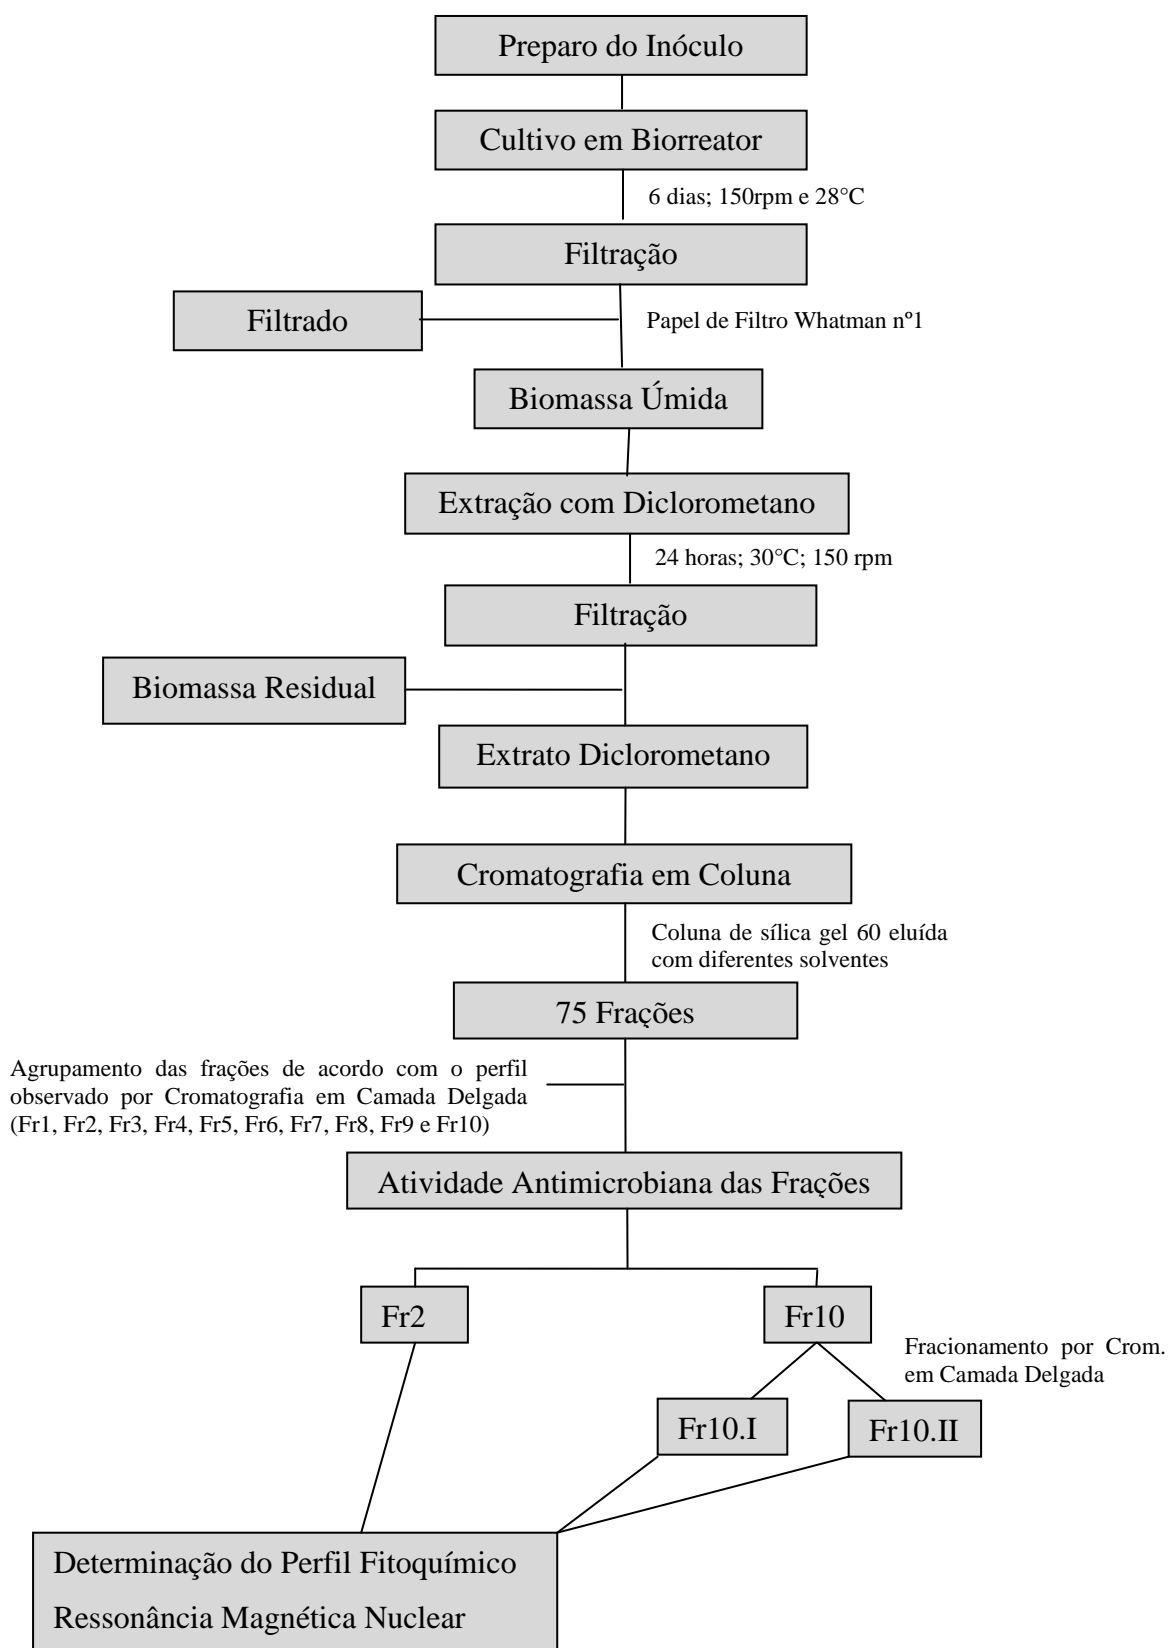 Preparo do Inóculo
Cultivo em Biorreator
6 dias; 150rpm e 28°C
Filtração
Filtrado
Papel de Filtro Whatman nº1
Biomassa Úmida
Extração com Diclorometano
24 horas; 30°C; 150 rpm
Filtração
Biomassa Residual
Extrato Diclorometano
Cromatografia em Coluna
Coluna de sílica gel 60 eluída
com diferentes solventes
75 Frações
Agrupamento das frações de acordo com o perfil
observado por Cromatografia em Camada Delgada
(Fr1, Fr2, Fr3, Fr4, Fr5, Fr6, Fr7, Fr8, Fr9 e Fr10)
Atividade Antimicrobiana das Frações
Fr2
Fr10
Fracionamento por Crom.
em Camada Delgada
Fr10.I
Fr10.II
Determinação do Perfil Fitoquímico
Ressonância Magnética Nuclear